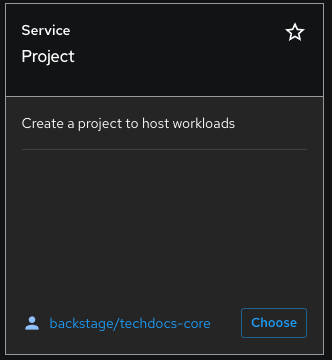 Service
Project
Create a project to host workloads
backstage/techdocs-core
Choose